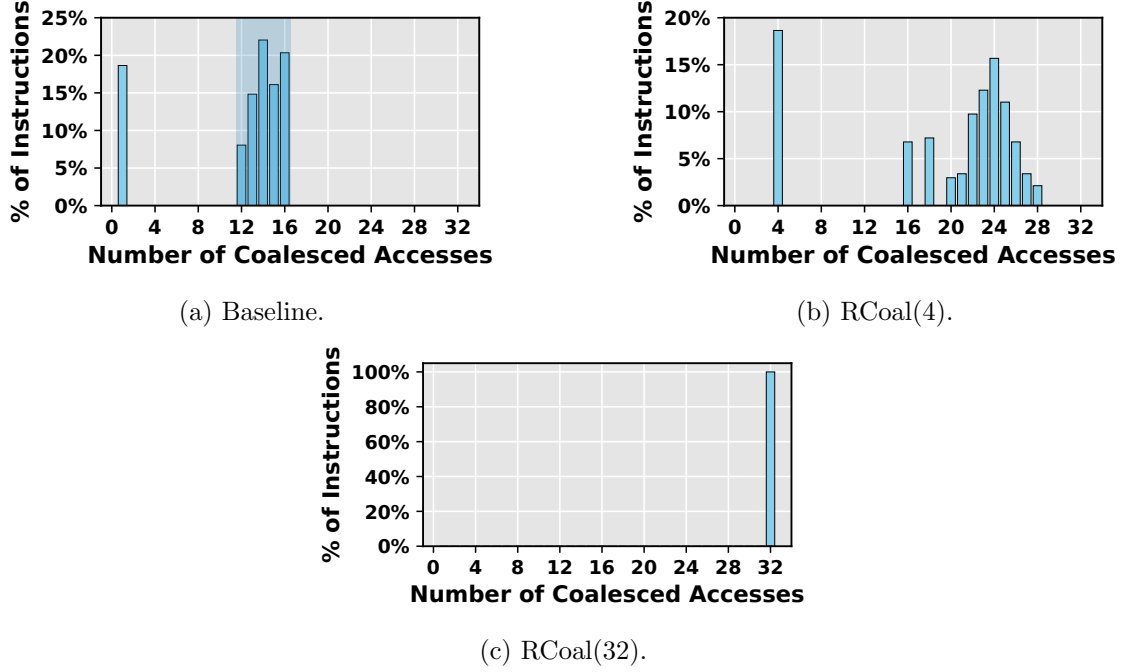 25%
20%
15%
10%
5%
0%
% of Instructions
0 4 8 12 16 20 24 28 32
Number of Coalesced Accesses
(a) Baseline.
20%
15%
10%
5%
0%
% of Instructions
0 4 8 12 16 20 24 28 32
Number of Coalesced Accesses
(b) RCoal(4).
100%
80%
60%
40%
20%
0%
% of Instructions
0 4 8 12 16 20 24 28 32
Number of Coalesced Accesses
(c) RCoal(32).